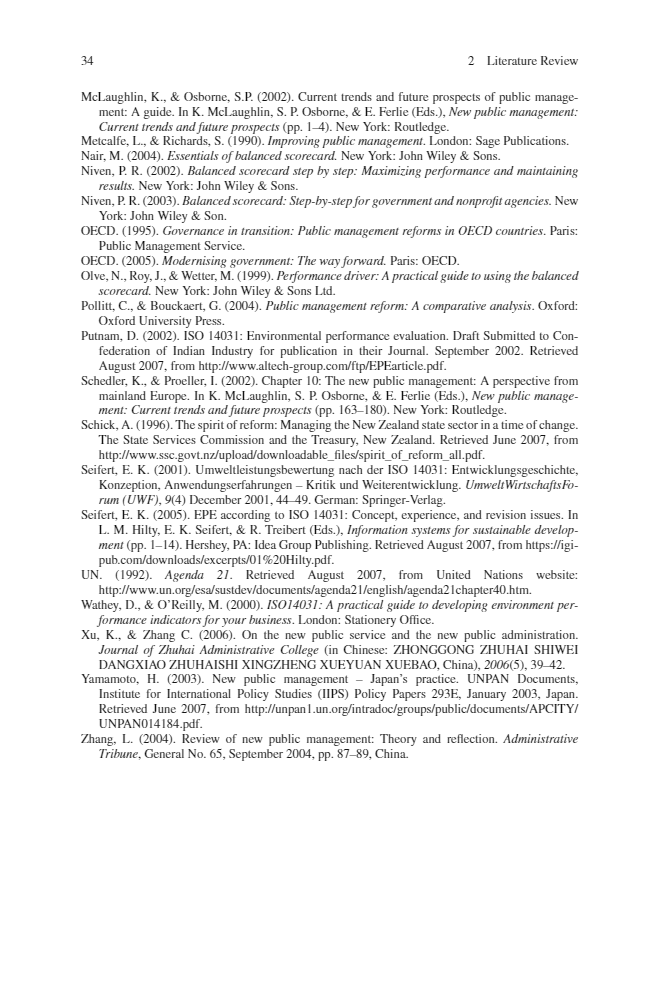 34
2 Literature Review
McLaughlin, K., & Osborne, S.P. (2002). Current trends and future prospects of public manage-
ment: A guide. In K. McLaughlin, S. P. Osborne, & E. Ferlie (Eds.), New public management:
Current trends and future prospects (pp. 1–4). New York: Routledge.
Metcalfe, L., & Richards, S. (1990). Improving public management. London: Sage Publications.
Nair, M. (2004). Essentials of balanced scorecard. New York: John Wiley & Sons.
Niven, P. R. (2002). Balanced scorecard step by step: Maximizing performance and maintaining
results. New York: John Wiley & Sons.
Niven, P. R. (2003). Balanced scorecard: Step-by-step for government and nonprofit agencies. New
York: John Wiley & Son.
OECD. (1995). Governance in transition: Public management reforms in OECD countries. Paris:
Public Management Service.
OECD. (2005). Modernising government: The way forward. Paris: OECD.
Olve, N., Roy, J., & Wetter, M. (1999). Performance driver: A practical guide to using the balanced
scorecard. New York: John Wiley & Sons Ltd.
Pollitt, C., & Bouckaert, G. (2004). Public management reform: A comparative analysis. Oxford:
Oxford University Press.
Putnam, D. (2002). ISO 14031: Environmental performance evaluation. Draft Submitted to Con-
federation of Indian Industry for publication in their Journal. September 2002. Retrieved
August 2007, from http://www.altech-group.com/ftp/EPEarticle.pdf.
Schedler, K., & Proeller, I. (2002). Chapter 10: The new public management: A perspective from
mainland Europe. In K. McLaughlin, S. P. Osborne, & E. Ferlie (Eds.), New public manage-
ment: Current trends and future prospects (pp. 163–180). New York: Routledge.
Schick, A. (1996). The spirit of reform: Managing the New Zealand state sector in a time of change.
The State Services Commission and the Treasury, New Zealand. Retrieved June 2007, from
http://www.ssc.govt.nz/upload/downloadable_files/spirit_of_reform_all.pdf.
Seifert, E. K. (2001). Umweltleistungsbewertung nach der ISO 14031: Entwicklungsgeschichte,
Konzeption, Anwendungserfahrungen – Kritik und Weiterentwicklung. UmweltWirtschaftsFo-
rum (UWF), 9(4) December 2001, 44–49. German: Springer-Verlag.
Seifert, E. K. (2005). EPE according to ISO 14031: Concept, experience, and revision issues. In
L. M. Hilty, E. K. Seifert, & R. Treibert (Eds.), Information systems for sustainable develop-
ment (pp. 1–14). Hershey, PA: Idea Group Publishing. Retrieved August 2007, from https://igi-
pub.com/downloads/excerpts/01%20Hilty.pdf.
UN. (1992). Agenda 21. Retrieved August 2007, from United Nations website:
http://www.un.org/esa/sustdev/documents/agenda21/english/agenda21chapter40.htm.
Wathey, D., & O’Reilly, M. (2000). ISO14031: A practical guide to developing environment per-
formance indicators for your business. London: Stationery Office.
Xu, K., & Zhang C. (2006). On the new public service and the new public administration.
Journal of Zhuhai Administrative College (in Chinese: ZHONGGONG ZHUHAI SHIWEI
DANGXIAO ZHUHAISHI XINGZHENG XUEYUAN XUEBAO, China), 2006(5), 39–42.
Yamamoto, H. (2003). New public management – Japan’s practice. UNPAN Documents,
Institute for International Policy Studies (IIPS) Policy Papers 293E, January 2003, Japan.
Retrieved June 2007, from http://unpan1.un.org/intradoc/groups/public/documents/APCITY/
UNPAN014184.pdf.
Zhang, L. (2004). Review of new public management: Theory and reflection. Administrative
Tribune, General No. 65, September 2004, pp. 87–89, China.